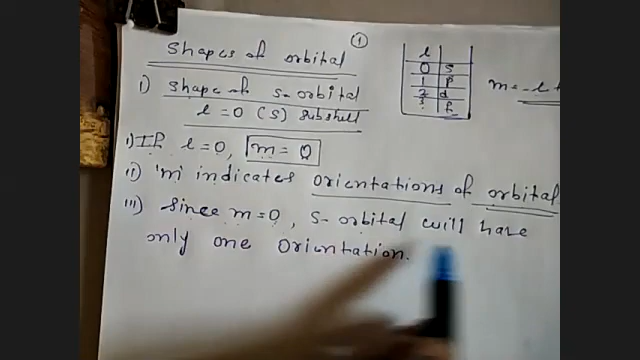 ①
Shapes of orbital
1) Shape of s-orbital
l = 0 (s) subshell
l
0 s
1 p
2 d
3 f
m = -l t
i) If l = 0, m = 0
ii) 'm' indicates orientations of orbital
iii) Since m = 0, s-orbital will have
only one orientation.